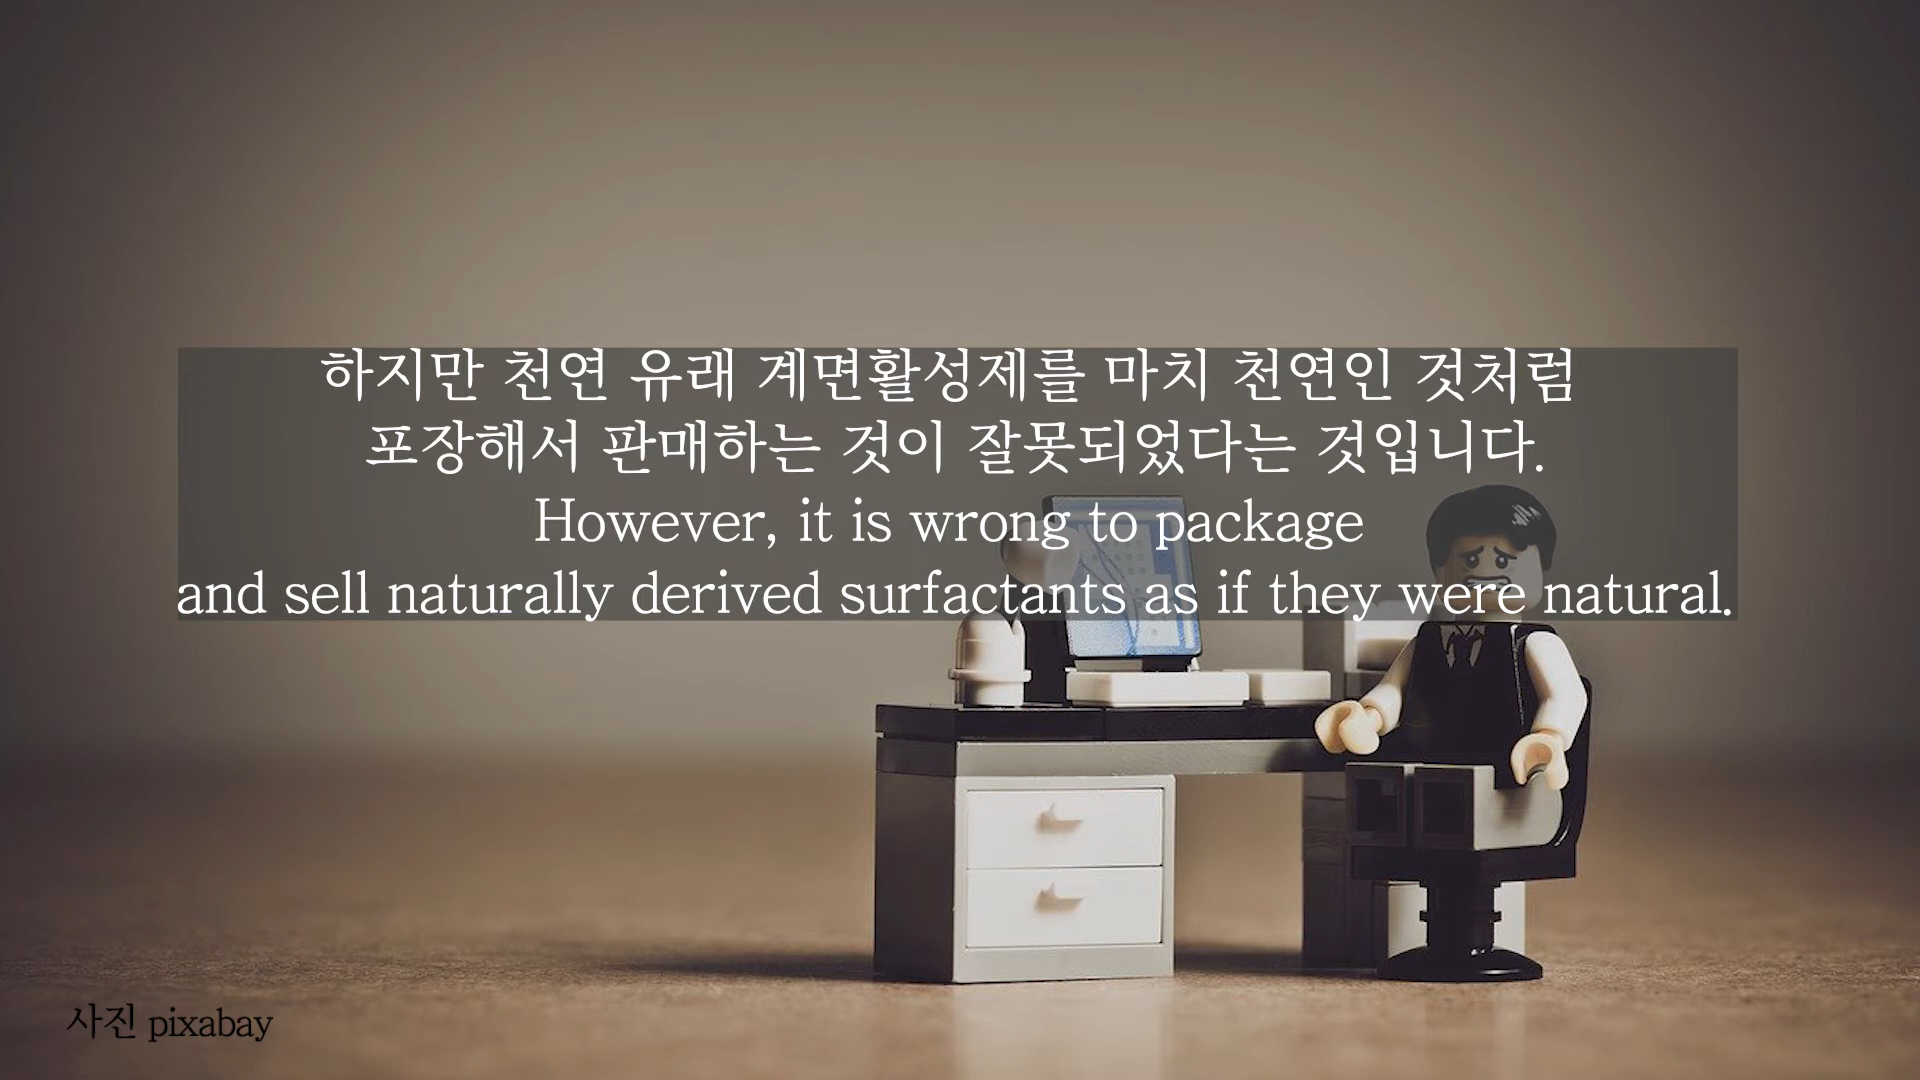 하지만 천연 유래 계면활성제를 마치 천연인 것처럼
포장해서 판매하는 것이 잘못되었다는 것입니다.
However, it is wrong to package
and sell naturally derived surfactants as if they were natural.
사진 pixabay